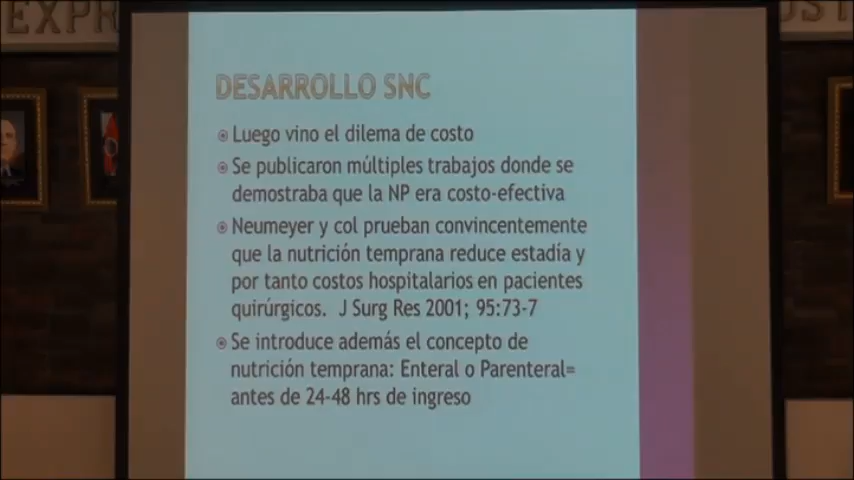 EXPR
DESARROLLO SNC
Luego vino el dilema de costo
Se publicaron múltiples trabajos donde se
demostraba que la NP era costo-efectiva
Neumeyer y col prueban convincentemente
que la nutrición temprana reduce estadía y
por tanto costos hospitalarios en pacientes
quirúrgicos. J Surg Res 2001; 95:73-7
Se introduce además el concepto de
nutrición temprana: Enteral o Parenteral=
antes de 24-48 hrs de ingreso